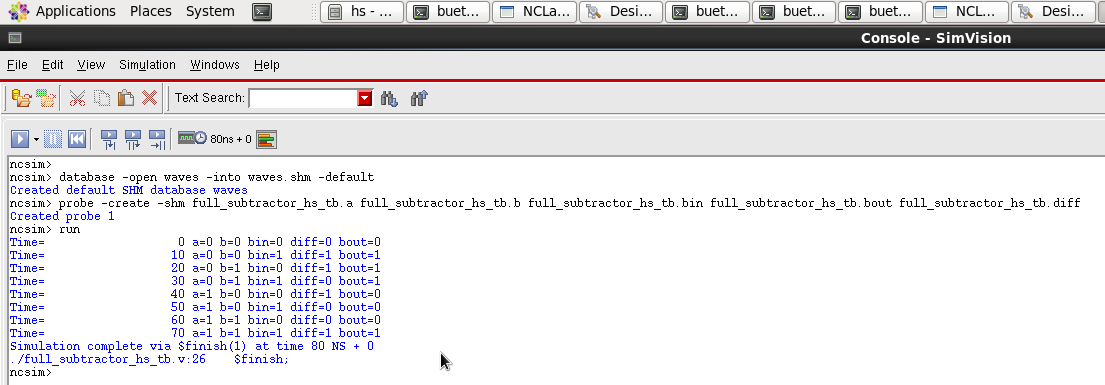 Applications Places System hs - ... buet... NCLa... Desi... buet... buet... buet... NCL... Desi...
Console - SimVision
File Edit View Simulation Windows Help
Text Search:
80ns + 0
ncsim>
ncsim> database -open waves -into waves.shm -default
Created default SHM database waves
ncsim> probe -create -shm full_subtractor_hs_tb.a full_subtractor_hs_tb.b full_subtractor_hs_tb.bin full_subtractor_hs_tb.bout full_subtractor_hs_tb.diff
Created probe 1
ncsim> run
Time= 0 a=0 b=0 bin=0 diff=0 bout=0
Time= 10 a=0 b=0 bin=1 diff=1 bout=1
Time= 20 a=0 b=1 bin=0 diff=1 bout=1
Time= 30 a=0 b=1 bin=1 diff=0 bout=1
Time= 40 a=1 b=0 bin=0 diff=1 bout=0
Time= 50 a=1 b=0 bin=1 diff=0 bout=0
Time= 60 a=1 b=1 bin=0 diff=0 bout=0
Time= 70 a=1 b=1 bin=1 diff=1 bout=1
Simulation complete via $finish(1) at time 80 NS + 0
./full_subtractor_hs_tb.v:26 $finish;
ncsim>